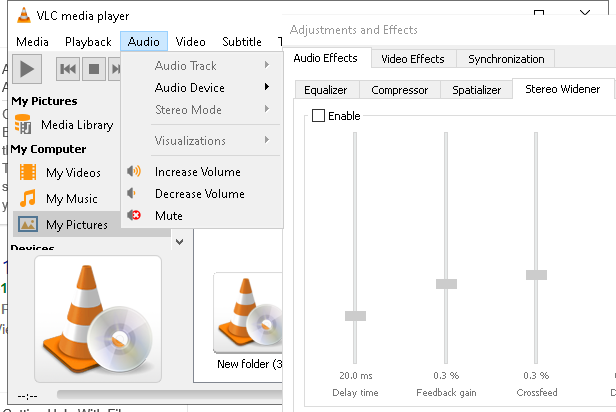 VLC media player
Media Playback Audio Video Subtitle
Audio Track
Audio Device
Stereo Mode
Visualizations
Increase Volume
Decrease Volume
Mute
My Pictures
Media Library
My Computer
My Videos
My Music
My Pictures
Devices
New folder (3
--:--
Adjustments and Effects
Audio Effects Video Effects Synchronization
Equalizer Compressor Spatializer Stereo Widener
Enable
20.0 ms 0.3 % 0.3 %
Delay time Feedback gain Crossfeed